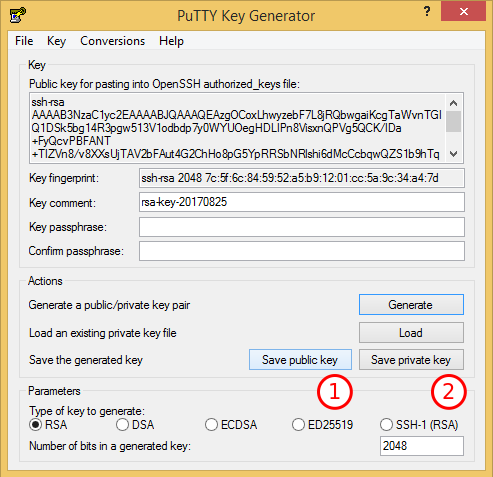 PuTTY Key Generator
?
File Key Conversions Help
Key
Public key for pasting into OpenSSH authorized_keys file:
ssh-rsa
AAAAB3NzaC1yc2EAAAABJQAAAQEAzgOCoxLhwyzebF7L8jRQbwgaiKcgTaWvnTGI
Q1DSk5bg14R3pgw513V1odbdp7y0WYUOegHDLIPn8VisxnQPVg5QCK/lDa
+FyQcvPBFANT
+TlZVn8/v8XXsUjTAV2bFAut4G2ChHo8pG5YpRRSbNRlshi6dMcCcbqwQZS1b9hTq
Key fingerprint: ssh-rsa 2048 7c:5f:6c:84:59:52:a5:b9:12:01:cc:5a:9c:34:a4:7d
Key comment: rsa-key-20170825
Key passphrase:
Confirm passphrase:
Actions
Generate a public/private key pair Generate
Load an existing private key file Load
Save the generated key Save public key Save private key
1 2
Parameters
Type of key to generate:
RSA DSA ECDSA ED25519 SSH-1 (RSA)
Number of bits in a generated key: 2048